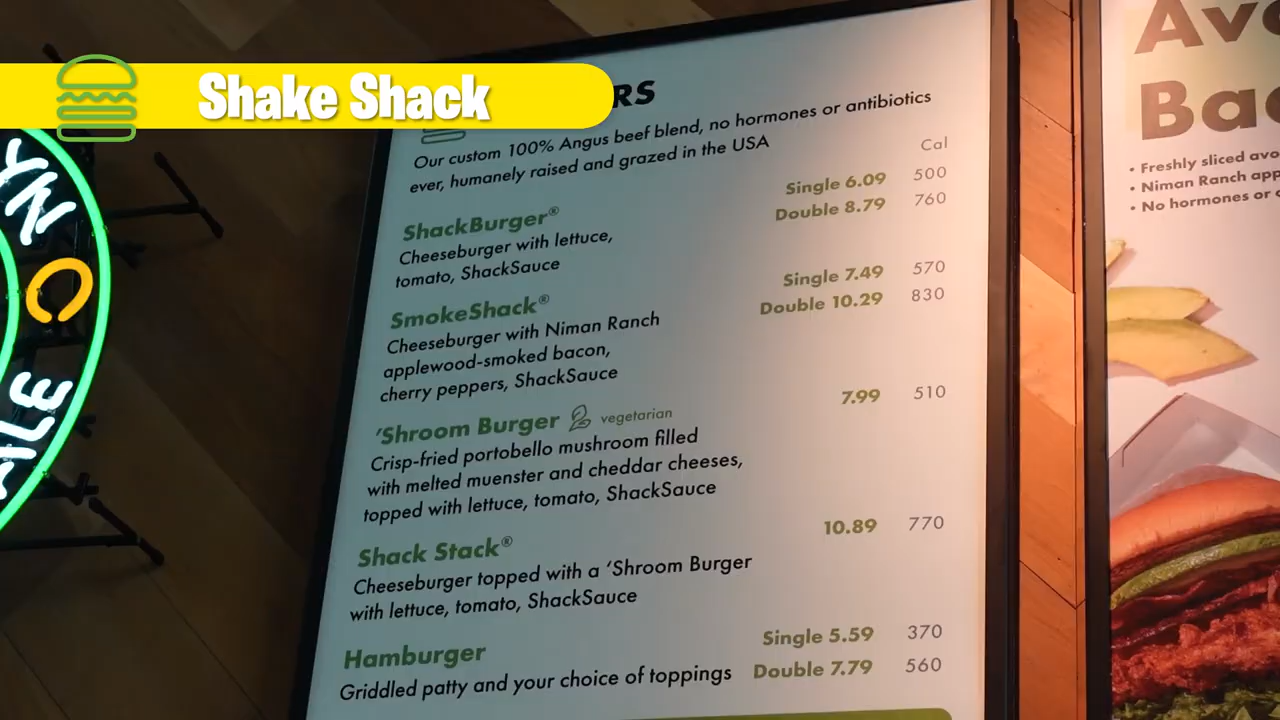 Shake Shack
RS
Our custom 100% Angus beef blend, no hormones or antibiotics
ever, humanely raised and grazed in the USA
Cal
ShackBurger®
Single 6.09 500
Double 8.79 760
Cheeseburger with lettuce,
tomato, ShackSauce
SmokeShack®
Single 7.49 570
Double 10.29 830
Cheeseburger with Niman Ranch
applewood-smoked bacon,
cherry peppers, ShackSauce
'Shroom Burger vegetarian
7.99 510
Crisp-fried portobello mushroom filled
with melted muenster and cheddar cheeses,
topped with lettuce, tomato, ShackSauce
Shack Stack®
10.89 770
Cheeseburger topped with a 'Shroom Burger
with lettuce, tomato, ShackSauce
Hamburger
Single 5.59 370
Griddled patty and your choice of toppings
Double 7.79 560
Avo
Bac
• Freshly sliced avo
• Niman Ranch app
• No hormones or